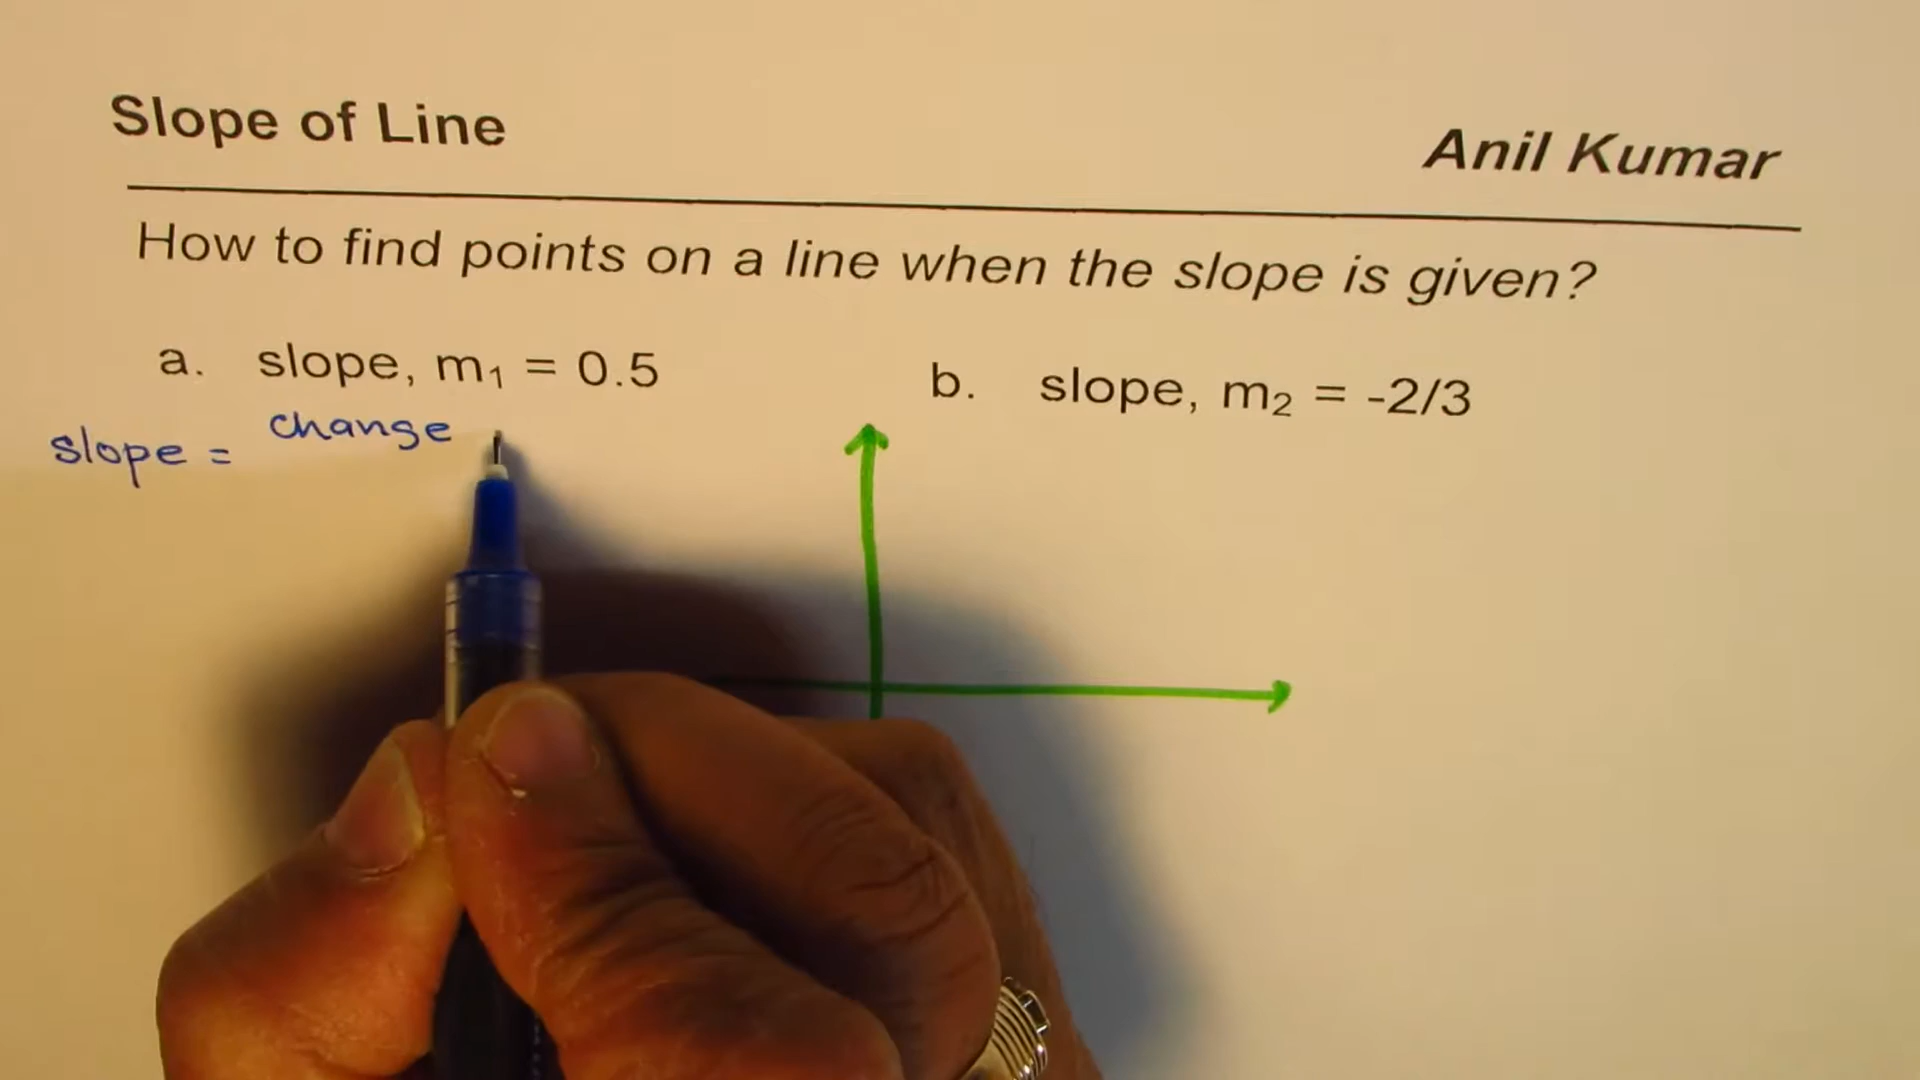 Slope of Line
Anil Kumar
How to find points on a line when the slope is given?
a. slope, m₁ = 0.5
b. slope, m₂ = -2/3
slope = change